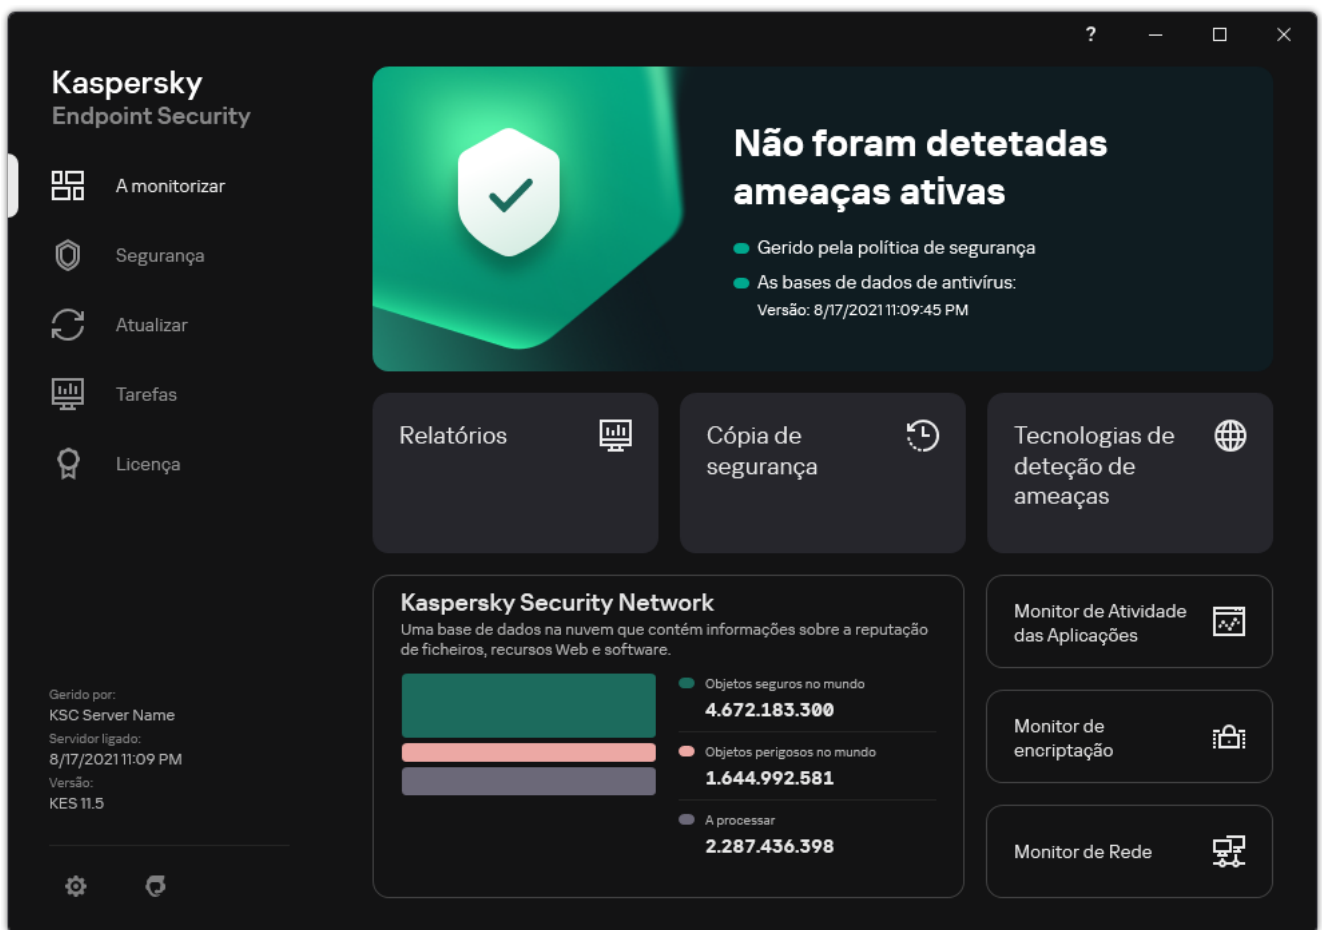 ?
Kaspersky
Endpoint Security
A monitorizar
Segurança
Atualizar
Tarefas
Licença
Gerido por:
KSC Server Name
Servidor ligado:
8/17/2021 11:09 PM
Versão:
KES 11.5
Não foram detetadas
ameaças ativas
Gerido pela política de segurança
As bases de dados de antivírus:
Versão: 8/17/2021 11:09:45 PM
Relatórios
Cópia de
segurança
Tecnologias de
deteção de
ameaças
Kaspersky Security Network
Uma base de dados na nuvem que contém informações sobre a reputação
de ficheiros, recursos Web e software.
Objetos seguros no mundo
4.672.183.300
Objetos perigosos no mundo
1.644.992.581
A processar
2.287.436.398
Monitor de Atividade
das Aplicações
Monitor de
encriptação
Monitor de Rede